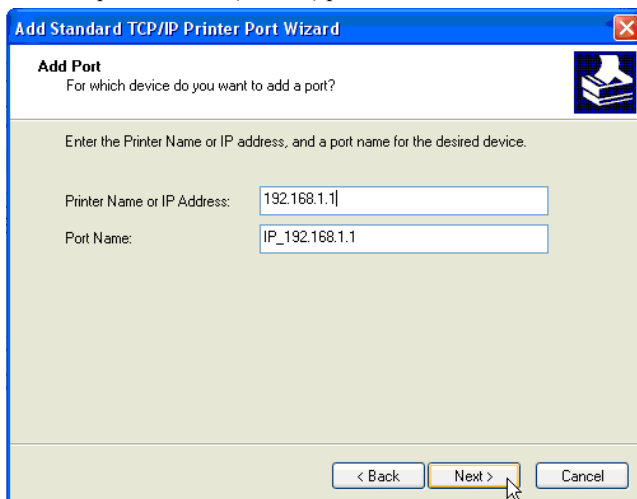 Add Standard TCP/IP Printer Port Wizard
Add Port
For which device do you want to add a port?
Enter the Printer Name or IP address, and a port name for the desired device.
Printer Name or IP Address: 192.168.1.1
Port Name: IP_192.168.1.1
< Back Next > Cancel